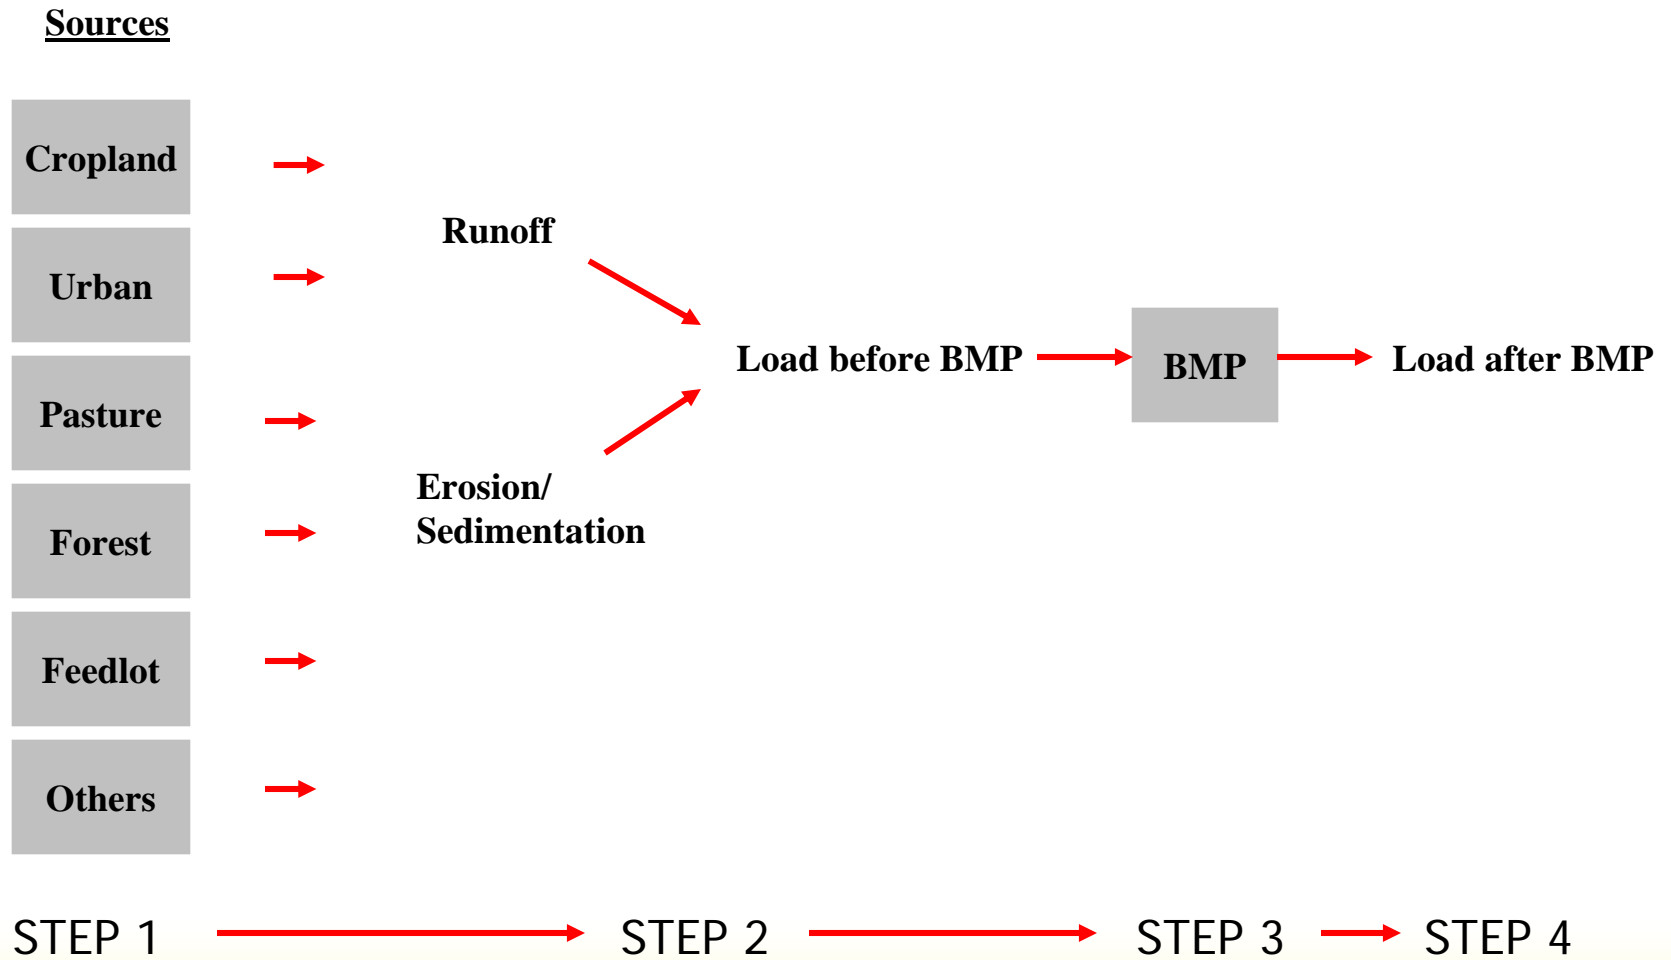 Sources
Cropland
Urban
Pasture
Forest
Feedlot
Others
Runoff
Erosion/
Sedimentation
Load before BMP
BMP
Load after BMP
STEP 1
STEP 2
STEP 3
STEP 4